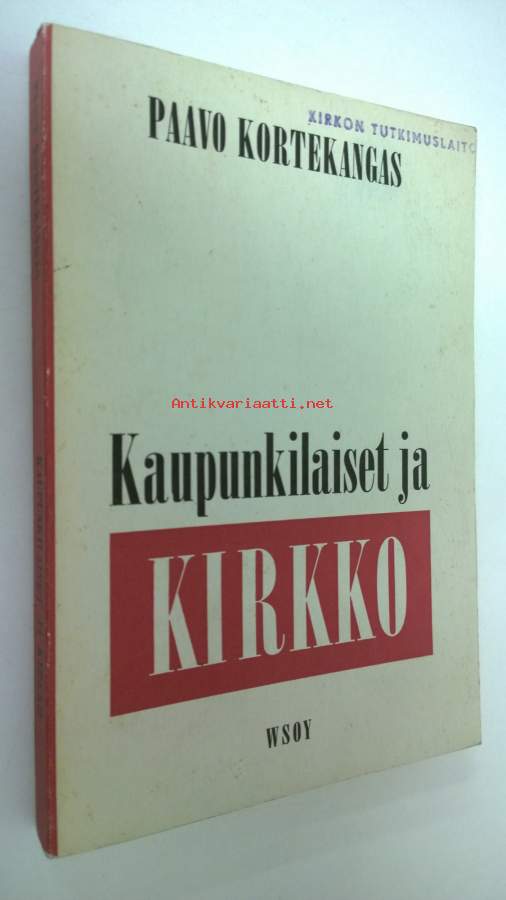 KIRKON TUTKIMUSLAITO
PAAVO KORTEKANGAS
Antikvariaatti.net
Kaupunkilaiset ja
KIRKKO
WSOY